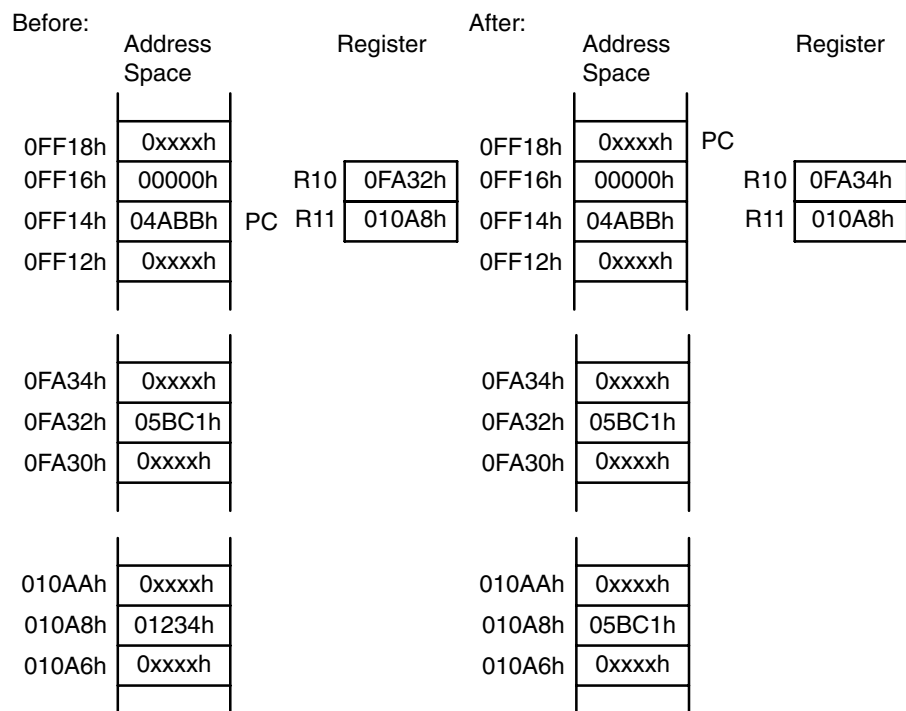 Before: After:
Address Space Register Address Space Register
0FF18h 0xxxxh 0FF18h 0xxxxh PC
0FF16h 00000h R10 0FA32h 0FF16h 00000h R10 0FA34h
0FF14h 04ABBh PC R11 010A8h 0FF14h 04ABBh R11 010A8h
0FF12h 0xxxxh 0FF12h 0xxxxh
0FA34h 0xxxxh 0FA34h 0xxxxh
0FA32h 05BC1h 0FA32h 05BC1h
0FA30h 0xxxxh 0FA30h 0xxxxh
010AAh 0xxxxh 010AAh 0xxxxh
010A8h 01234h 010A8h 05BC1h
010A6h 0xxxxh 010A6h 0xxxxh